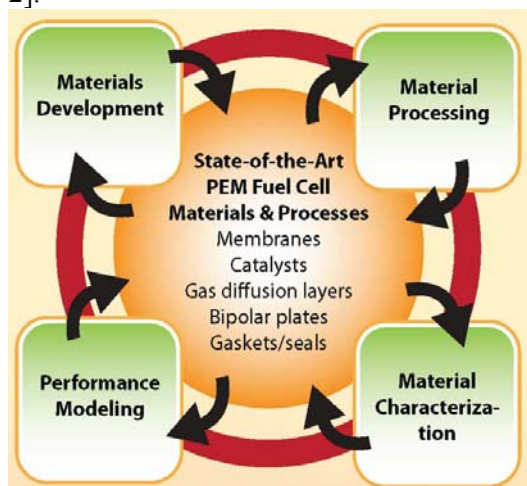 2].
Materials
Development
Material
Processing
State-of-the-Art
PEM Fuel Cell
Materials & Processes
Membranes
Catalysts
Gas diffusion layers
Bipolar plates
Gaskets/seals
Performance
Modeling
Material
Characteriza-
tion